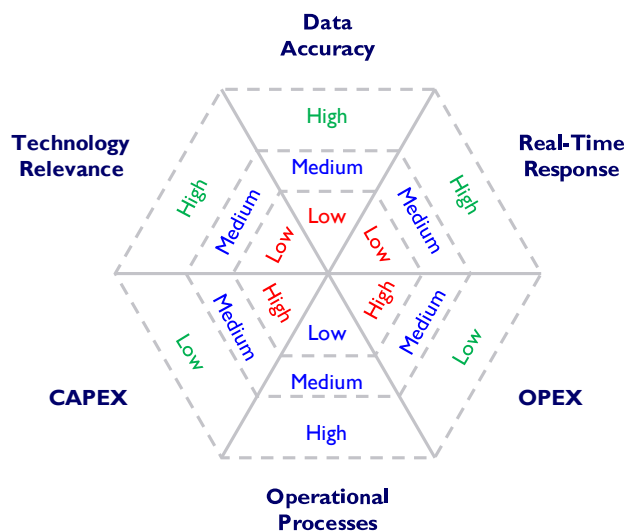 Data
Accuracy
High
Technology
Relevance
Real-Time
Response
Medium
High
Medium
Low
Medium
High
Low
Low
High
High
Low
Medium
Low
Medium
Low
Medium
CAPEX
OPEX
High
Operational
Processes